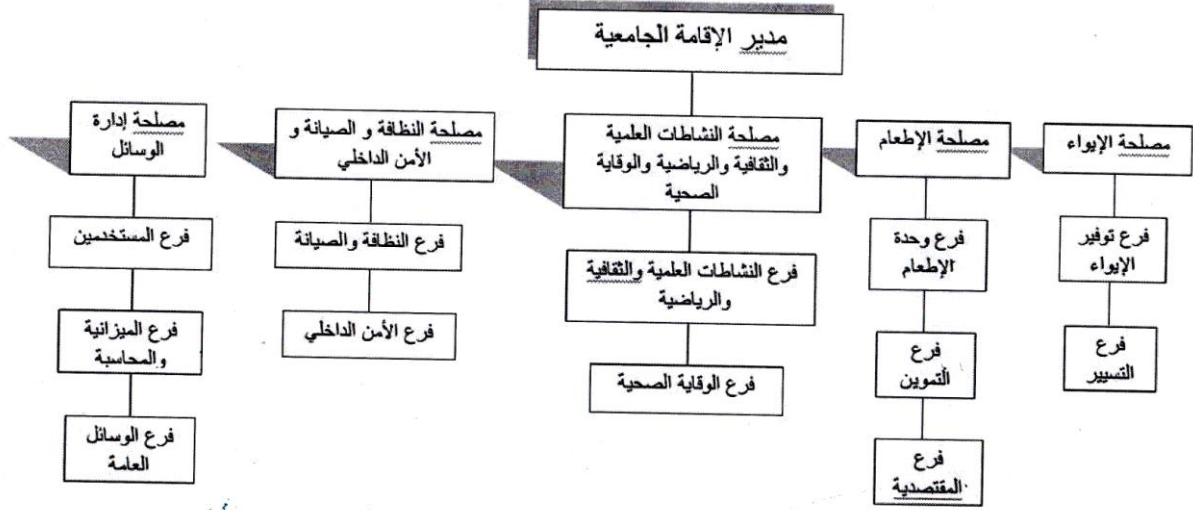 مدير الإقامة الجامعية
مصلحة الإيواء
فرع توفير
الإيواء
فرع
التسيير
مصلحة الإطعام
فرع وحدة
الإطعام
فرع
التموين
فرع
المقتصدية
مصلحة النشاطات العلمية
والثقافية والرياضية والوقاية
الصحية
فرع النشاطات العلمية والثقافية
والرياضية
فرع الوقاية الصحية
مصلحة النظافة و الصيانة و
الأمن الداخلي
فرع النظافة والصيانة
فرع الأمن الداخلي
مصلحة إدارة
الوسائل
فرع المستخدمين
فرع الميزانية
والمحاسبة
فرع الوسائل
العامة